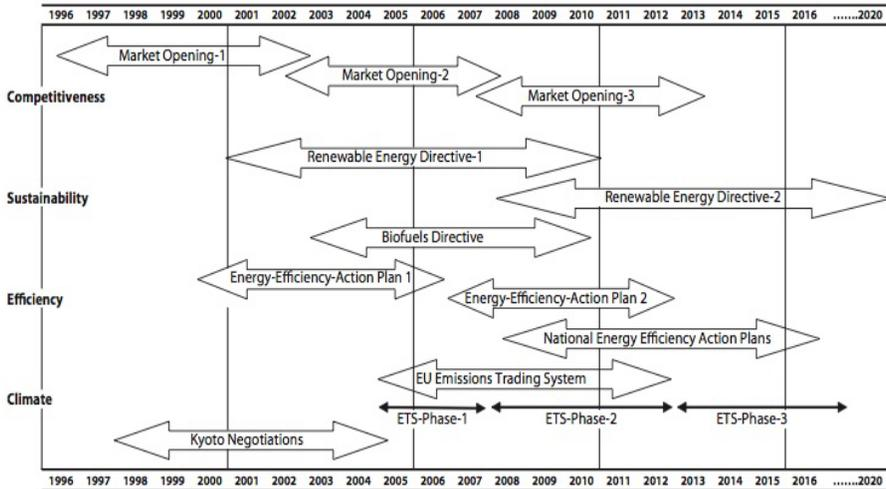 1996 1997 1998 1999 2000 2001 2002 2003 2004 2005 2006 2007 2008 2009 2010 2011 2012 2013 2014 2015 2016 .......2020
Market Opening-1
Market Opening-2
Competitiveness
Market Opening-3
Renewable Energy Directive-1
Sustainability
Renewable Energy Directive-2
Biofuels Directive
Energy-Efficiency-Action Plan 1
Efficiency
Energy-Efficiency-Action Plan 2
National Energy Efficiency Action Plans
EU Emissions Trading System
Climate
ETS-Phase-1 ETS-Phase-2 ETS-Phase-3
Kyoto Negotiations
1996 1997 1998 1999 2000 2001 2002 2003 2004 2005 2006 2007 2008 2009 2010 2011 2012 2013 2014 2015 2016 .......2020